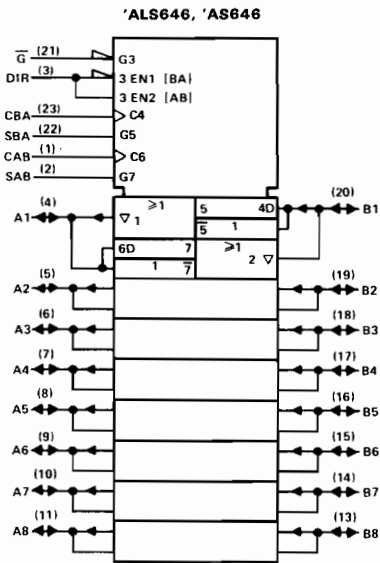 'ALS646, 'AS646
G̅ (21) G3
DIR (3) 3 EN1 [BA]
3 EN2 [AB]
CBA (23) C4
SBA (22) G5
CAB (1) C6
SAB (2) G7
A1 (4) ≥1 5 4D (20) B1
▽ 1 5̅ 1
6D 7 ≥1
1 7̅ 2 ▽
A2 (5) (19) B2
A3 (6) (18) B3
A4 (7) (17) B4
A5 (8) (16) B5
A6 (9) (15) B6
A7 (10) (14) B7
A8 (11) (13) B8